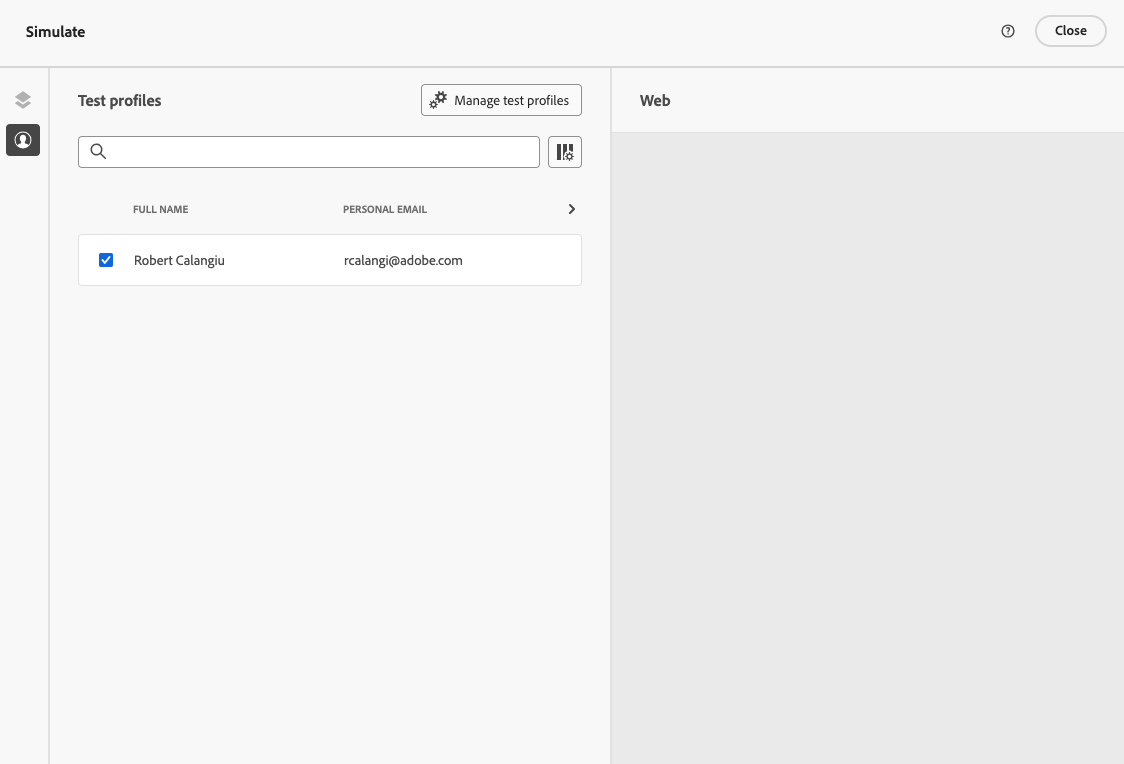 Simulate
Close
Test profiles
Manage test profiles
Web
FULL NAME
PERSONAL EMAIL
Robert Calangiu
rcalangi@adobe.com